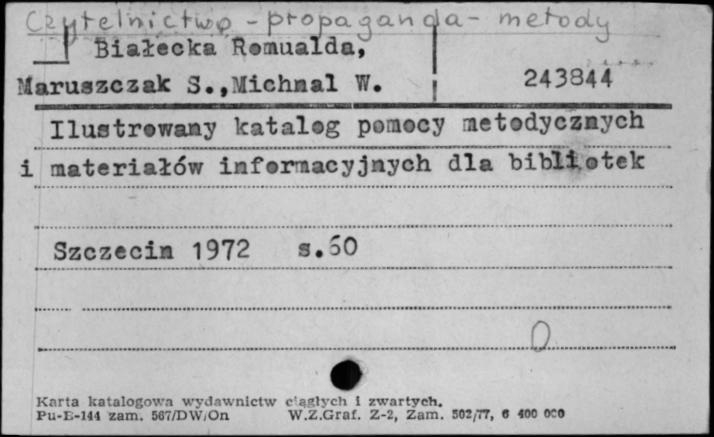 Czytelnictwo - propaganda - metody
Białecka Romualda,
Maruszczak S.,Michnal W. 243844
Ilustrowany katalog pomocy metodycznych
i materiałów informacyjnych dla bibliotek
Szczecin 1972 s.60
0
Karta katalogowa wydawnictw ciągłych i zwartych.
Pu-B-144 zam. 567/DW/On W.Z.Graf. Z-2, Zam. 502/77, 6 400 000